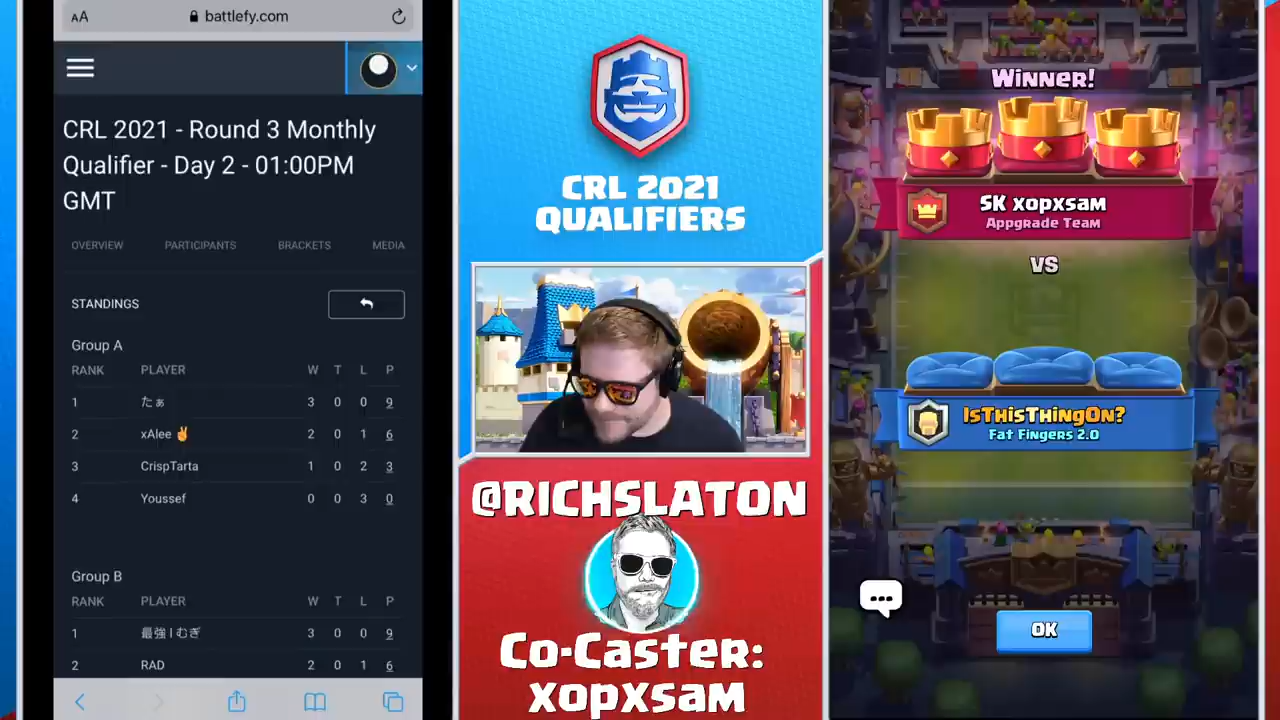 AA battlefy.com
CRL 2021 - Round 3 Monthly
Qualifier - Day 2 - 01:00PM
GMT
OVERVIEW PARTICIPANTS BRACKETS MEDIA
STANDINGS
Group A
RANK PLAYER W T L P
1 たぁ 3 0 0 9
2 xAlee ✌ 2 0 1 6
3 CrispTarta 1 0 2 3
4 Youssef 0 0 3 0
Group B
RANK PLAYER W T L P
1 最強 | むぎ 3 0 0 9
2 RAD 2 0 1 6
CRL 2021
QUALIFIERS
@RICHSLATON
Co-Caster:
xopxsam
Winner!
SK xopxsam
Appgrade Team
VS
IsThisThingOn?
Fat Fingers 2.0
...
OK